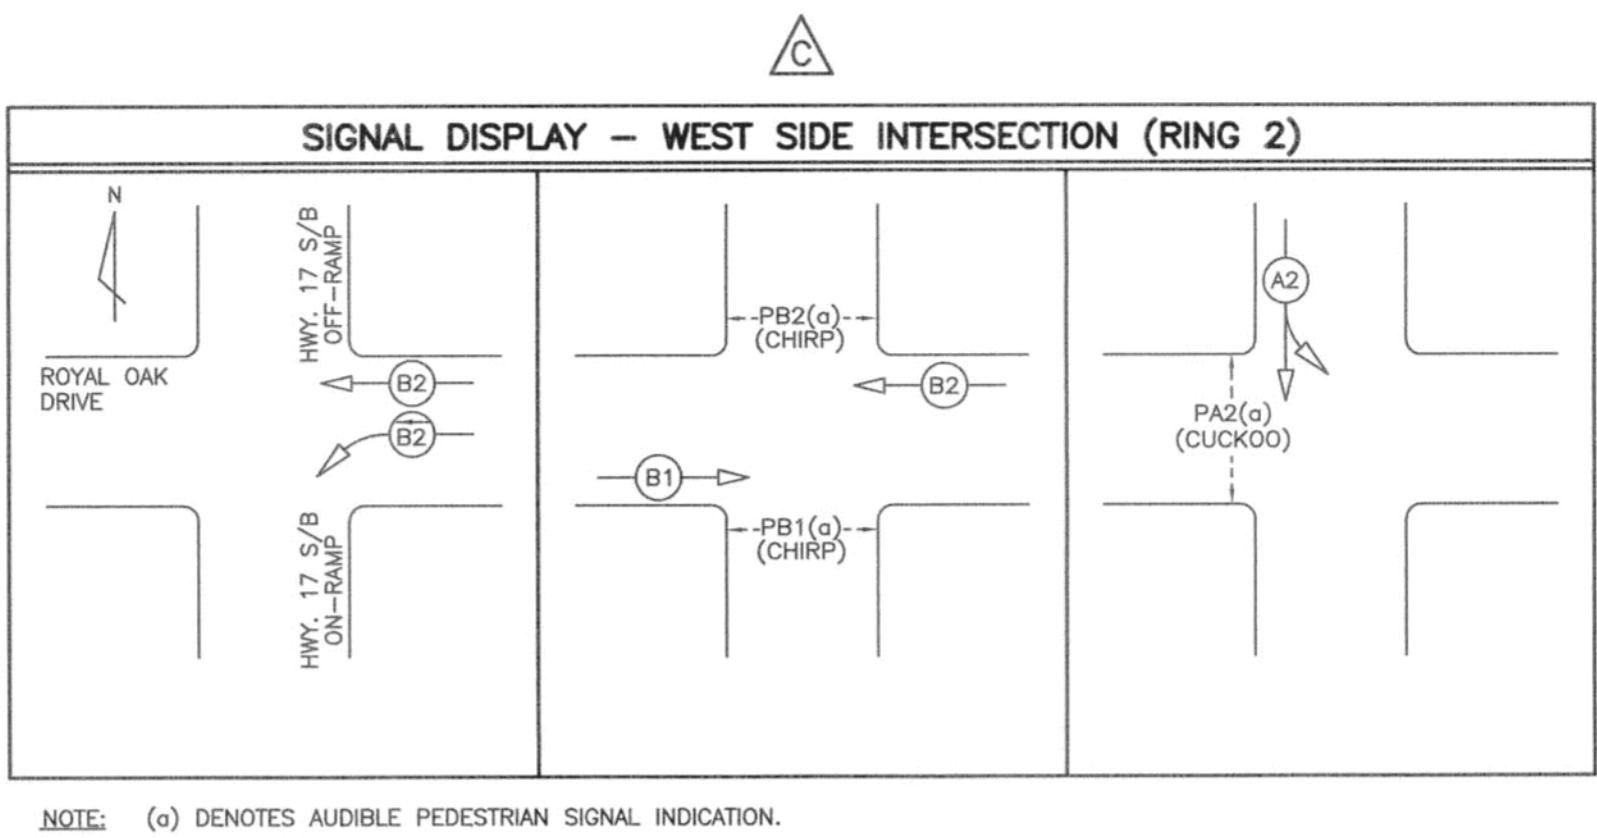 C
SIGNAL DISPLAY – WEST SIDE INTERSECTION (RING 2)
N
HWY. 17 S/B
OFF-RAMP
ROYAL OAK
DRIVE
B2
B2
HWY. 17 S/B
ON-RAMP
PB2(a)
(CHIRP)
B2
B1
PB1(a)
(CHIRP)
A2
PA2(a)
(CUCKOO)
NOTE: (a) DENOTES AUDIBLE PEDESTRIAN SIGNAL INDICATION.